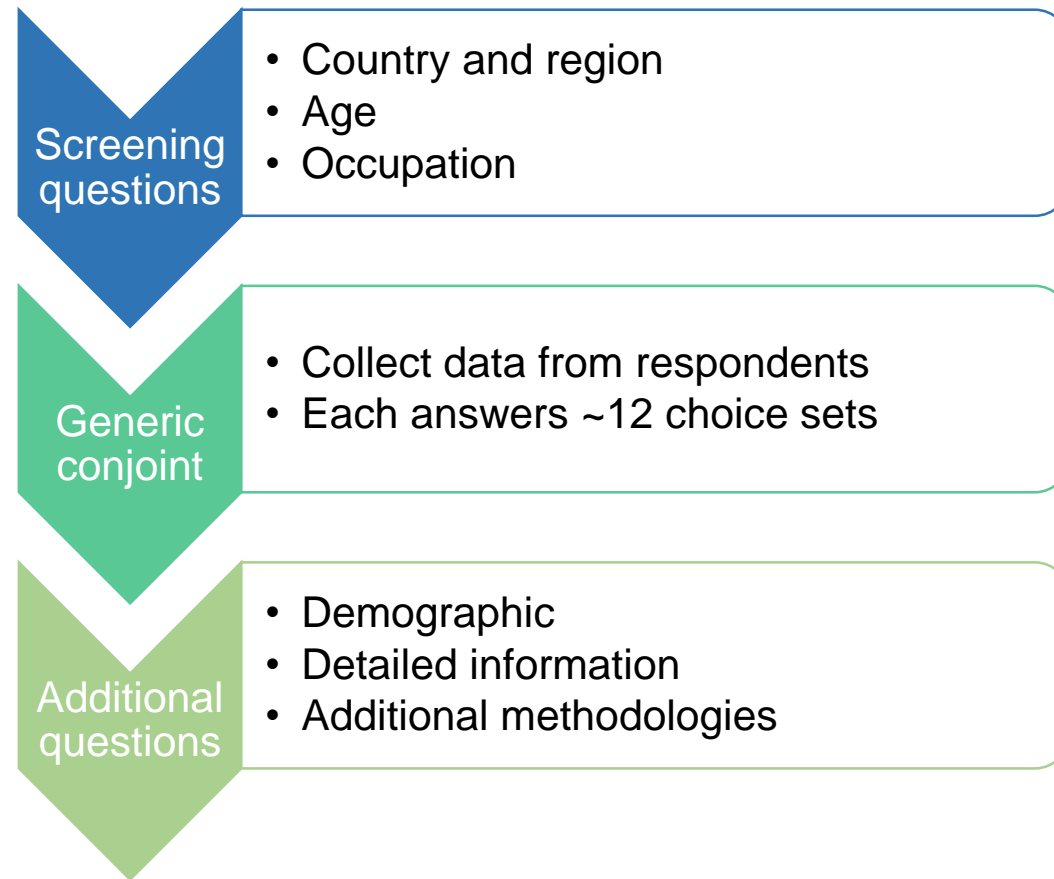 Screening
questions
• Country and region
• Age
• Occupation
Generic
conjoint
• Collect data from respondents
• Each answers ~12 choice sets
Additional
questions
• Demographic
• Detailed information
• Additional methodologies